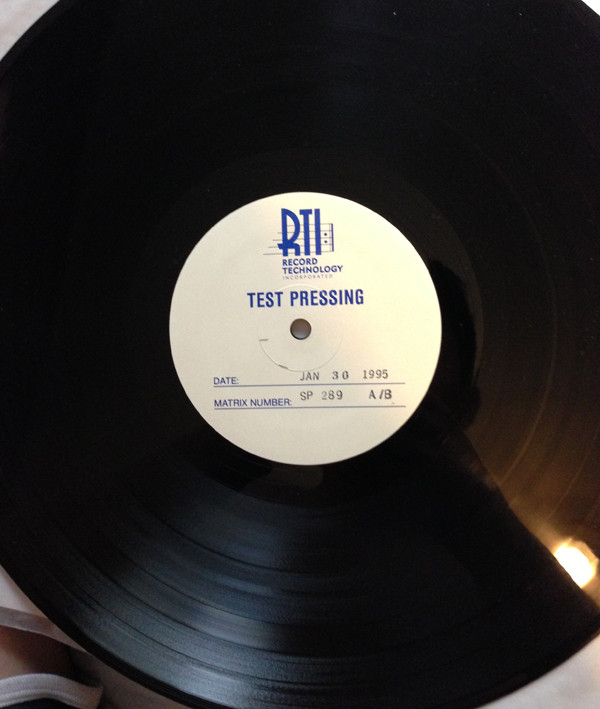 RTI
RECORD
TECHNOLOGY
INCORPORATED
TEST PRESSING
DATE: JAN 30 1995
MATRIX NUMBER: SP 289 A/B